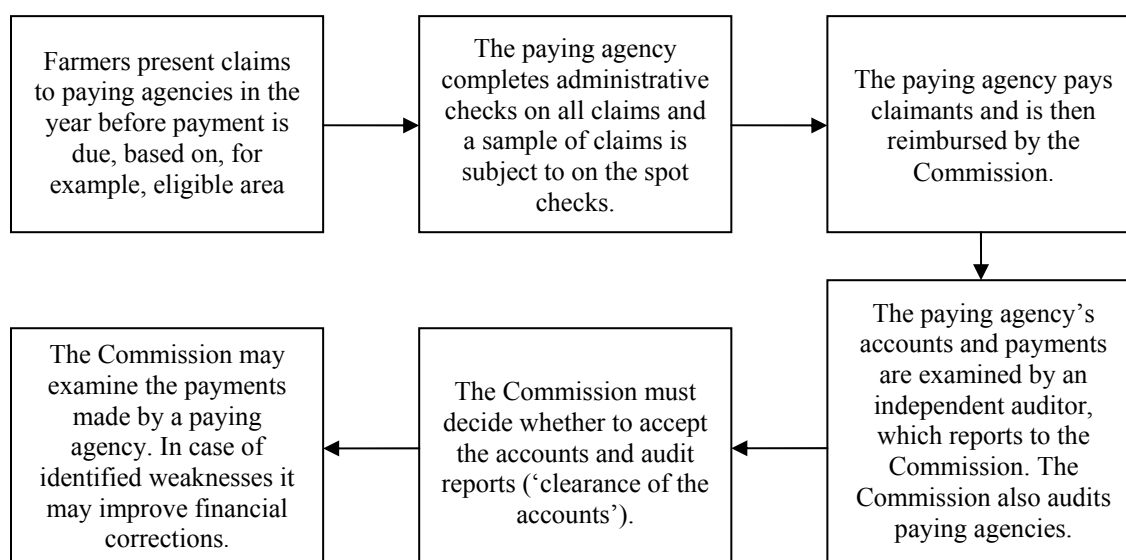 Farmers present claims
to paying agencies in the
year before payment is
due, based on, for
example, eligible area
The paying agency
completes administrative
checks on all claims and
a sample of claims is
subject to on the spot
checks.
The paying agency pays
claimants and is then
reimbursed by the
Commission.
The paying agency’s
accounts and payments
are examined by an
independent auditor,
which reports to the
Commission. The
Commission also audits
paying agencies.
The Commission must
decide whether to accept
the accounts and audit
reports (‘clearance of the
accounts’).
The Commission may
examine the payments
made by a paying
agency. In case of
identified weaknesses it
may improve financial
corrections.